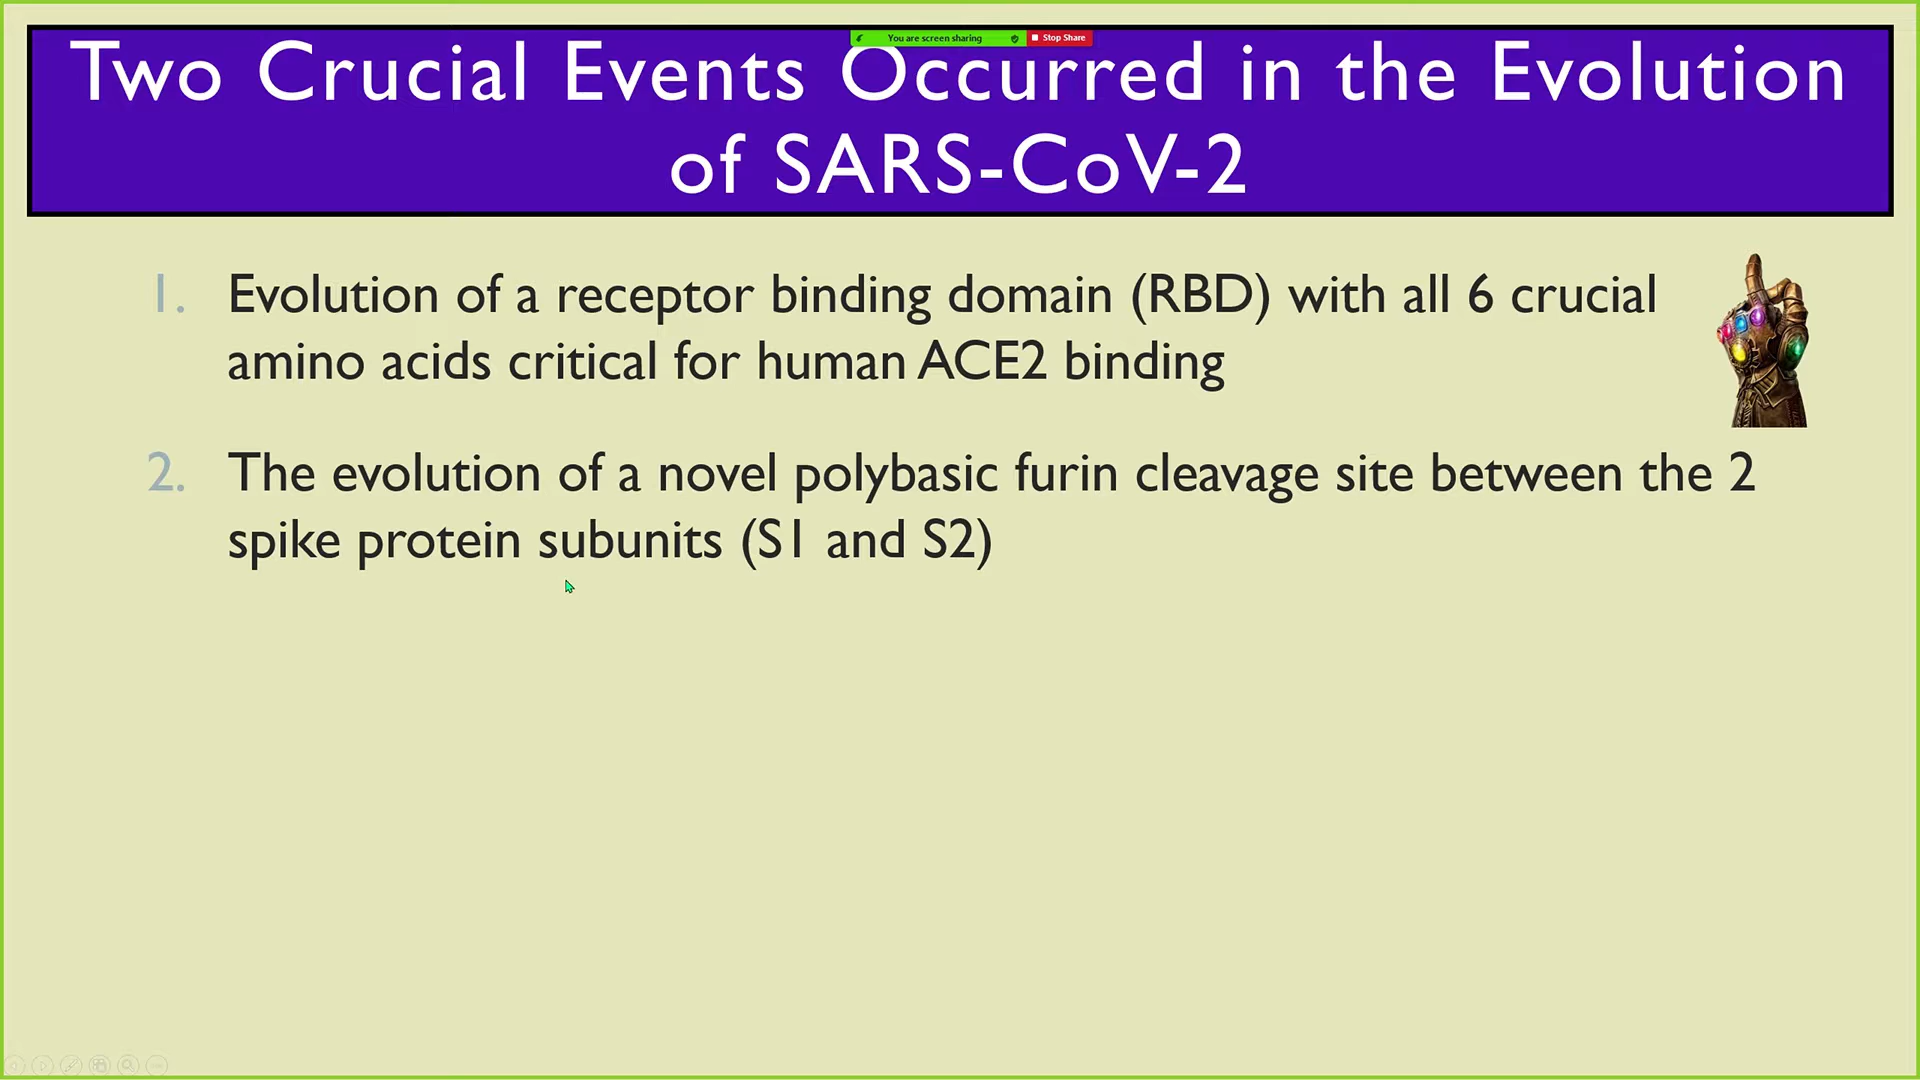 You are screen sharing Stop Share
Two Crucial Events Occurred in the Evolution
of SARS-CoV-2
1. Evolution of a receptor binding domain (RBD) with all 6 crucial
amino acids critical for human ACE2 binding
2. The evolution of a novel polybasic furin cleavage site between the 2
spike protein subunits (S1 and S2)